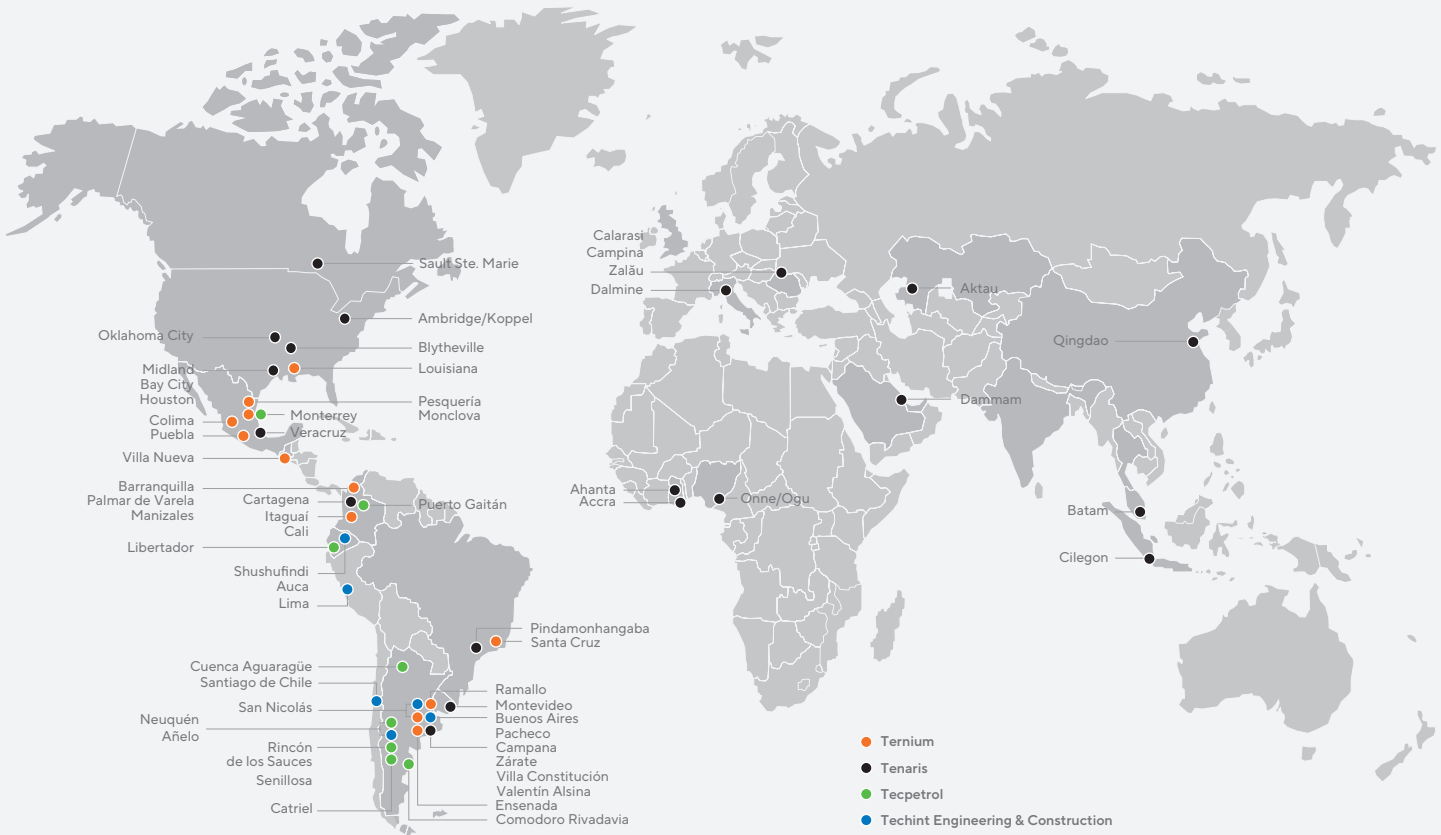 Sault Ste. Marie
Ambridge/Koppel
Oklahoma City
Blytheville
Midland
Bay City
Houston
Louisiana
Pesquería
Monclova
Colima
Puebla
Monterrey
Veracruz
Villa Nueva
Barranquilla
Palmar de Varela
Manizales
Cartagena
Itaguaí
Cali
Puerto Gaitán
Libertador
Shushufindi
Auca
Lima
Pindamonhangaba
Santa Cruz
Cuenca Aguaragüe
Santiago de Chile
San Nicolás
Neuquén
Añelo
Rincón
de los Sauces
Senillosa
Catriel
Ramallo
Montevideo
Buenos Aires
Pacheco
Campana
Zárate
Villa Constitución
Valentín Alsina
Ensenada
Comodoro Rivadavia
Calarasi
Campina
Zalău
Dalmine
Aktau
Qingdao
Dammam
Ahanta
Accra
Onne/Ogu
Batam
Cilegon
Ternium
Tenaris
Tecpetrol
Techint Engineering & Construction